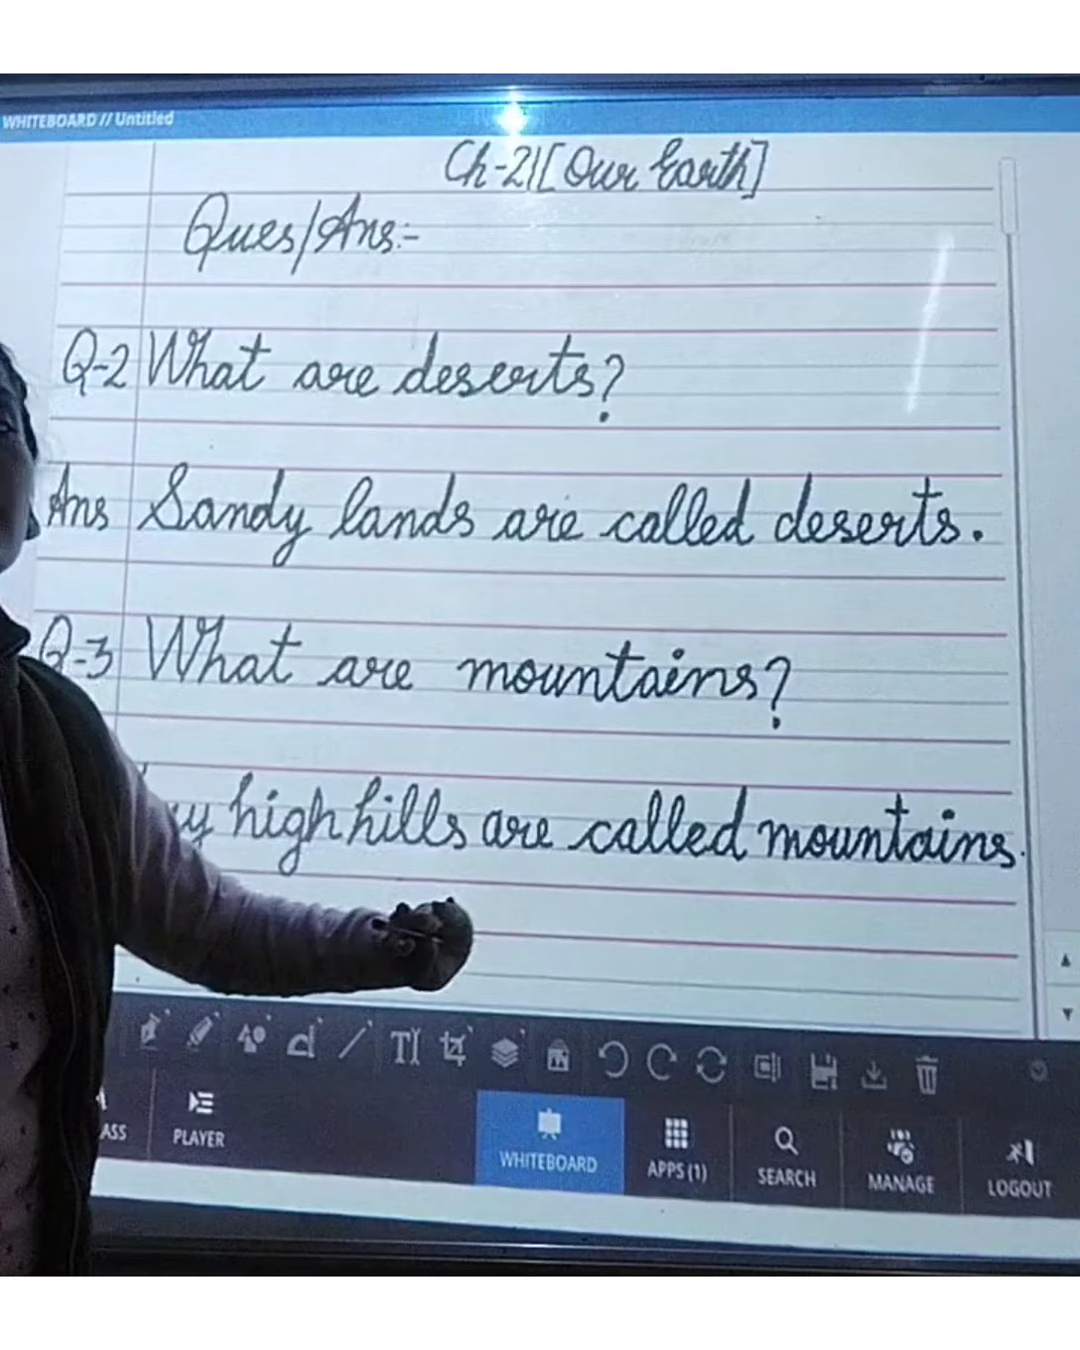 WHITEBOARD // Untitled
Ch-21[Our Earth]
Ques/Ans:-
Q-2 What are deserts?
Ans Sandy lands are called deserts.
Q-3 What are mountains?
high hills are called mountains.
TI
PLAYER
WHITEBOARD
APPS (1)
SEARCH
MANAGE
LOGOUT